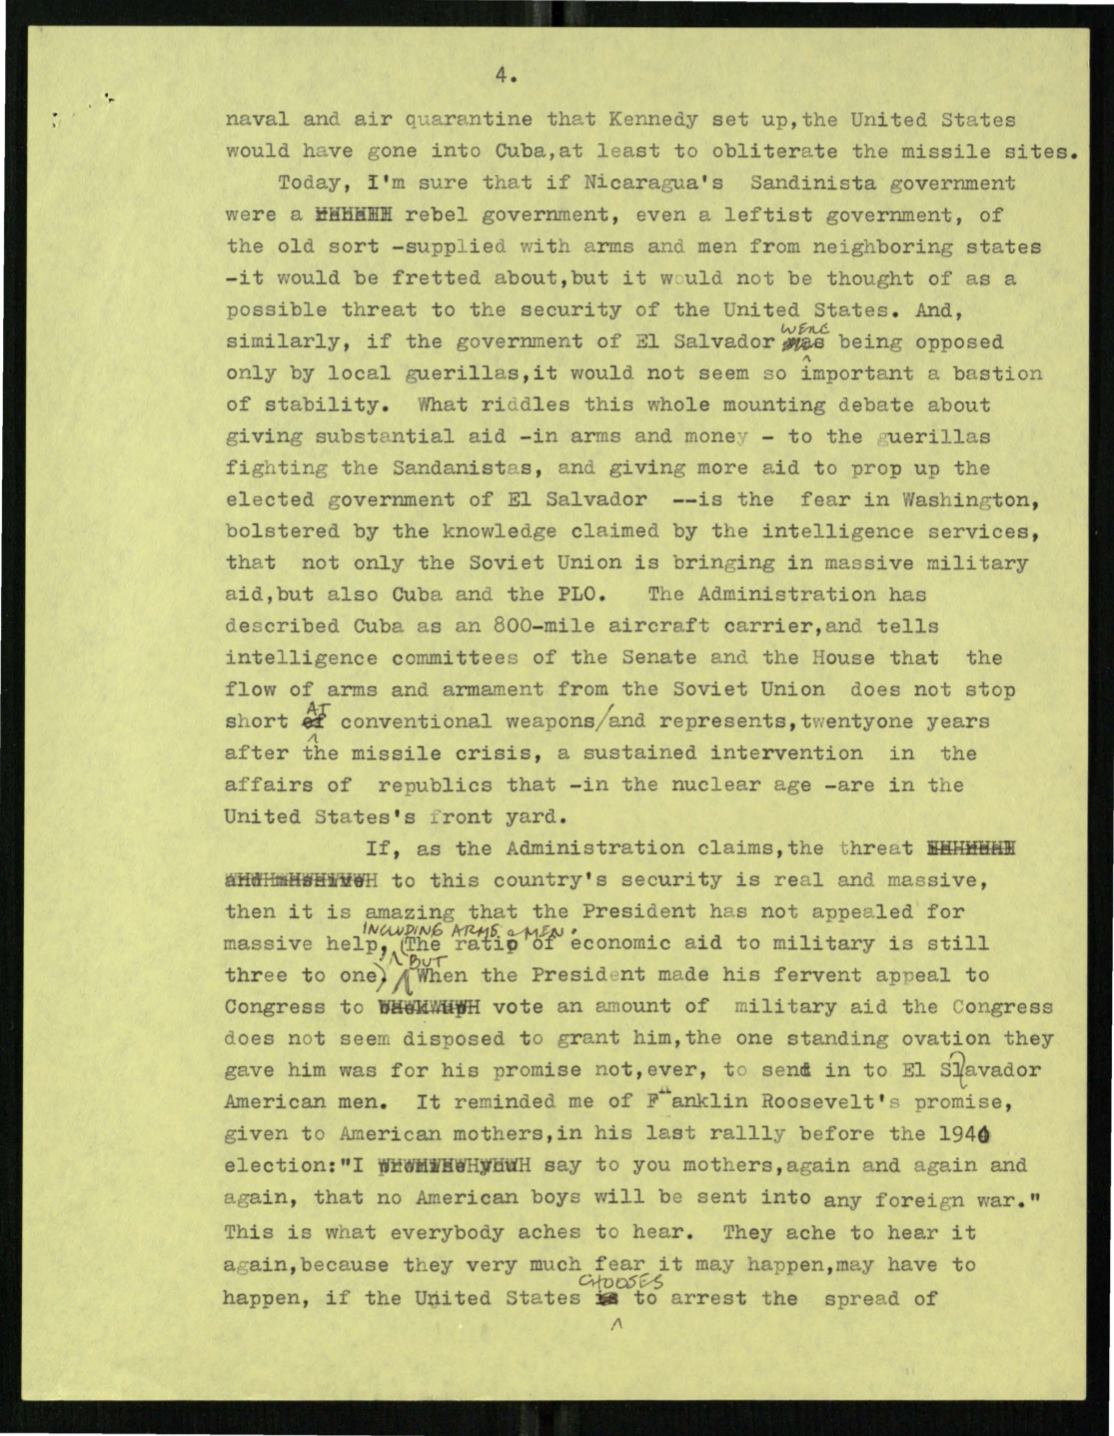 4.
naval and air quarantine that Kennedy set up,the United States
would have gone into Cuba,at least to obliterate the missile sites.
Today, I'm sure that if Nicaragua's Sandinista government
were a rebel government, even a leftist government, of
the old sort -supplied with arms and men from neighboring states
-it would be fretted about,but it would not be thought of as a
possible threat to the security of the United States. And,
WERE
similarly, if the government of El Salvador was being opposed
only by local guerillas,it would not seem so important a bastion
of stability. What riddles this whole mounting debate about
giving substantial aid -in arms and money - to the guerillas
fighting the Sandanistas, and giving more aid to prop up the
elected government of El Salvador --is the fear in Washington,
bolstered by the knowledge claimed by the intelligence services,
that not only the Soviet Union is bringing in massive military
aid,but also Cuba and the PLO. The Administration has
described Cuba as an 800-mile aircraft carrier,and tells
intelligence committees of the Senate and the House that the
flow of arms and armament from the Soviet Union does not stop
AT
short of conventional weapons/and represents,twentyone years
after the missile crisis, a sustained intervention in the
affairs of republics that -in the nuclear age -are in the
United States's front yard.
If, as the Administration claims,the threat
to this country's security is real and massive,
then it is amazing that the President has not appealed for
INCLUDING ARMS & MEN.
massive help, (The ratio of economic aid to military is still
BUT
three to one). When the President made his fervent appeal to
Congress to vote an amount of military aid the Congress
does not seem disposed to grant him,the one standing ovation they
gave him was for his promise not,ever, to send in to El Slavador
American men. It reminded me of F"anklin Roosevelt's promise,
given to American mothers,in his last rallly before the 1940
election:"I say to you mothers,again and again and
again, that no American boys will be sent into any foreign war."
This is what everybody aches to hear. They ache to hear it
again,because they very much fear it may happen,may have to
CHOOSES
happen, if the United States is to arrest the spread of